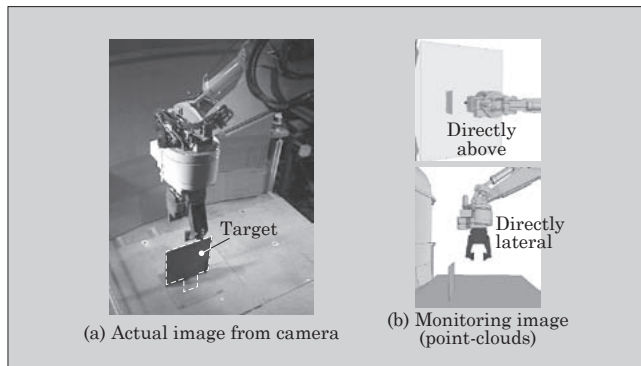 Target
(a) Actual image from camera
Directly
above
Directly
lateral
(b) Monitoring image
(point-clouds)